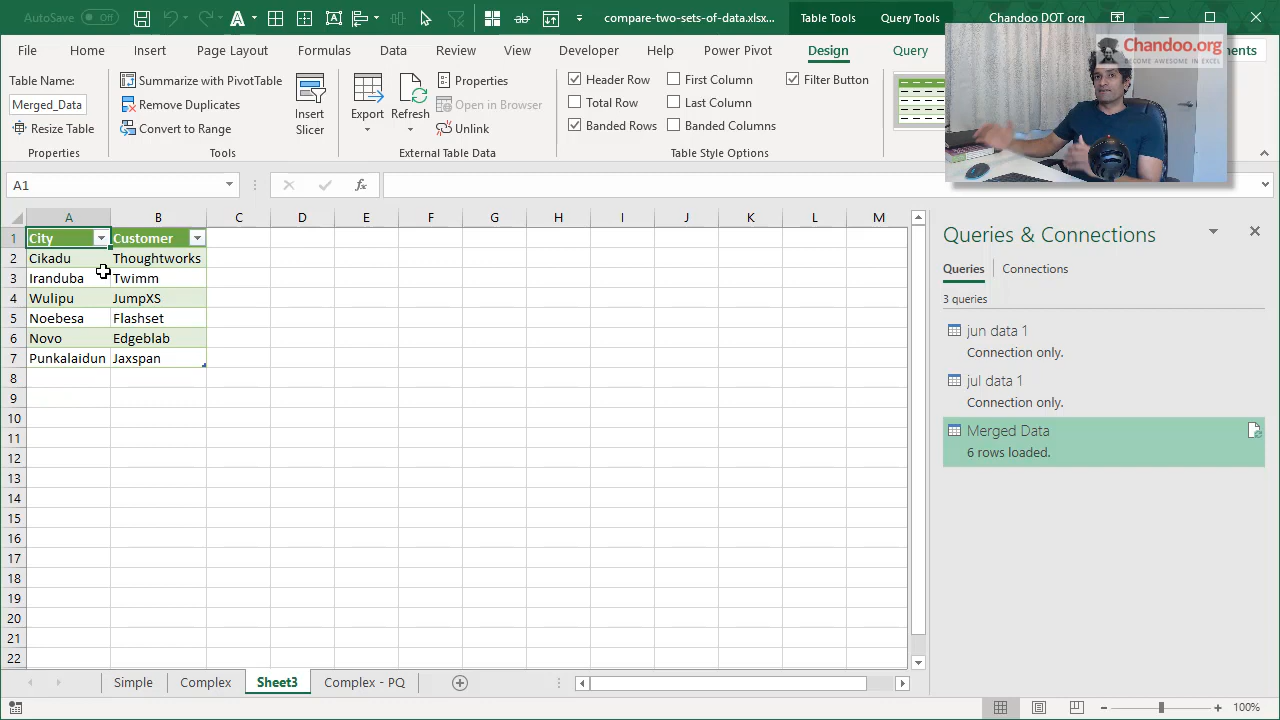 AutoSave Off
compare-two-sets-of-data.xlsx...
Table Tools
Query Tools
Chandoo DOT org
File
Home
Insert
Page Layout
Formulas
Data
Review
View
Developer
Help
Power Pivot
Design
Query
Table Name:
Merged_Data
Resize Table
Properties
Summarize with PivotTable
Remove Duplicates
Convert to Range
Tools
Insert
Slicer
Export
Refresh
Properties
Open in Browser
Unlink
External Table Data
Header Row
Total Row
Banded Rows
First Column
Last Column
Banded Columns
Filter Button
Table Style Options
Chandoo.org
BECOME AWESOME IN EXCEL
A1
fx
A B C D E F G H I J K L M
1 City Customer
2 Cikadu Thoughtworks
3 Iranduba Twimm
4 Wulipu JumpXS
5 Noebesa Flashset
6 Novo Edgeblab
7 Punkalaidun Jaxspan
8
9
10
11
12
13
14
15
16
17
18
19
20
21
22
Queries & Connections
Queries
Connections
3 queries
jun data 1
Connection only.
jul data 1
Connection only.
Merged Data
6 rows loaded.
Simple
Complex
Sheet3
Complex - PQ
100%